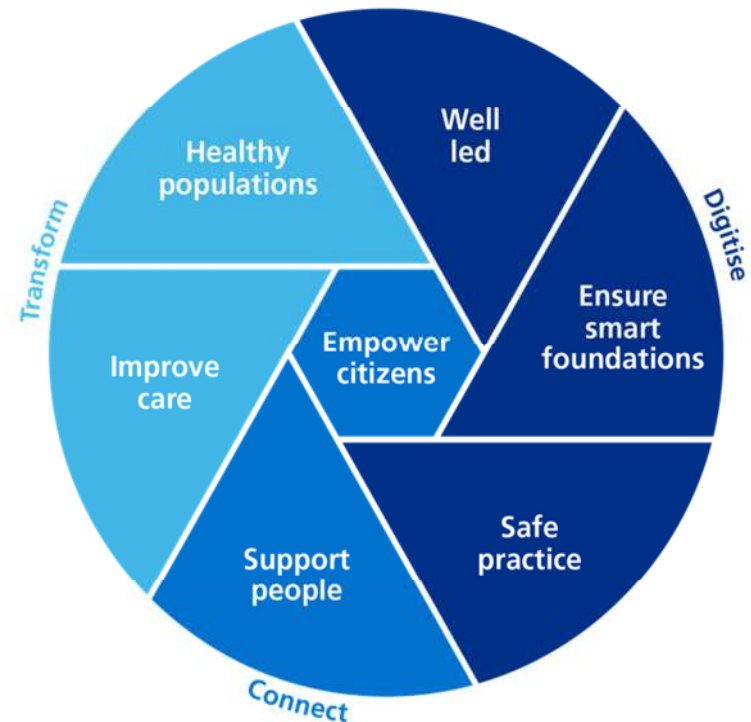 Well
led
Healthy
populations
Digitise
Transform
Ensure
smart
foundations
Empower
citizens
Improve
care
Safe
practice
Support
people
Connect